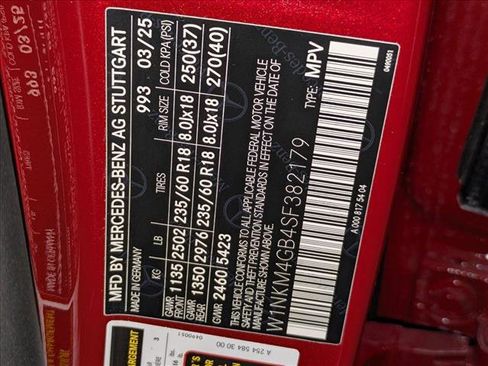 MFD BY MERCEDES-BENZ AG STUTTGART
993 03/25
KG LB TIRES RIM SIZE COLD KPA(PSI)
GAWR FRONT 1135 2502 235/60 R18 8.0Jx18 250(37)
GAWR REAR 1350 2976 235/60 R18 8.0Jx18 270(40)
GVWR 2460 5423
THIS VEHICLE CONFORMS TO ALL APPLICABLE FEDERAL MOTOR VEHICLE
SAFETY AND THEFT PREVENTION STANDARDS IN EFFECT ON THE DATE OF
MANUFACTURE SHOWN ABOVE.
W1NKM4GB4SF382179 TYPE: MPV
A 000 817 54 04
0490051
A 254 584 30 00
0490051